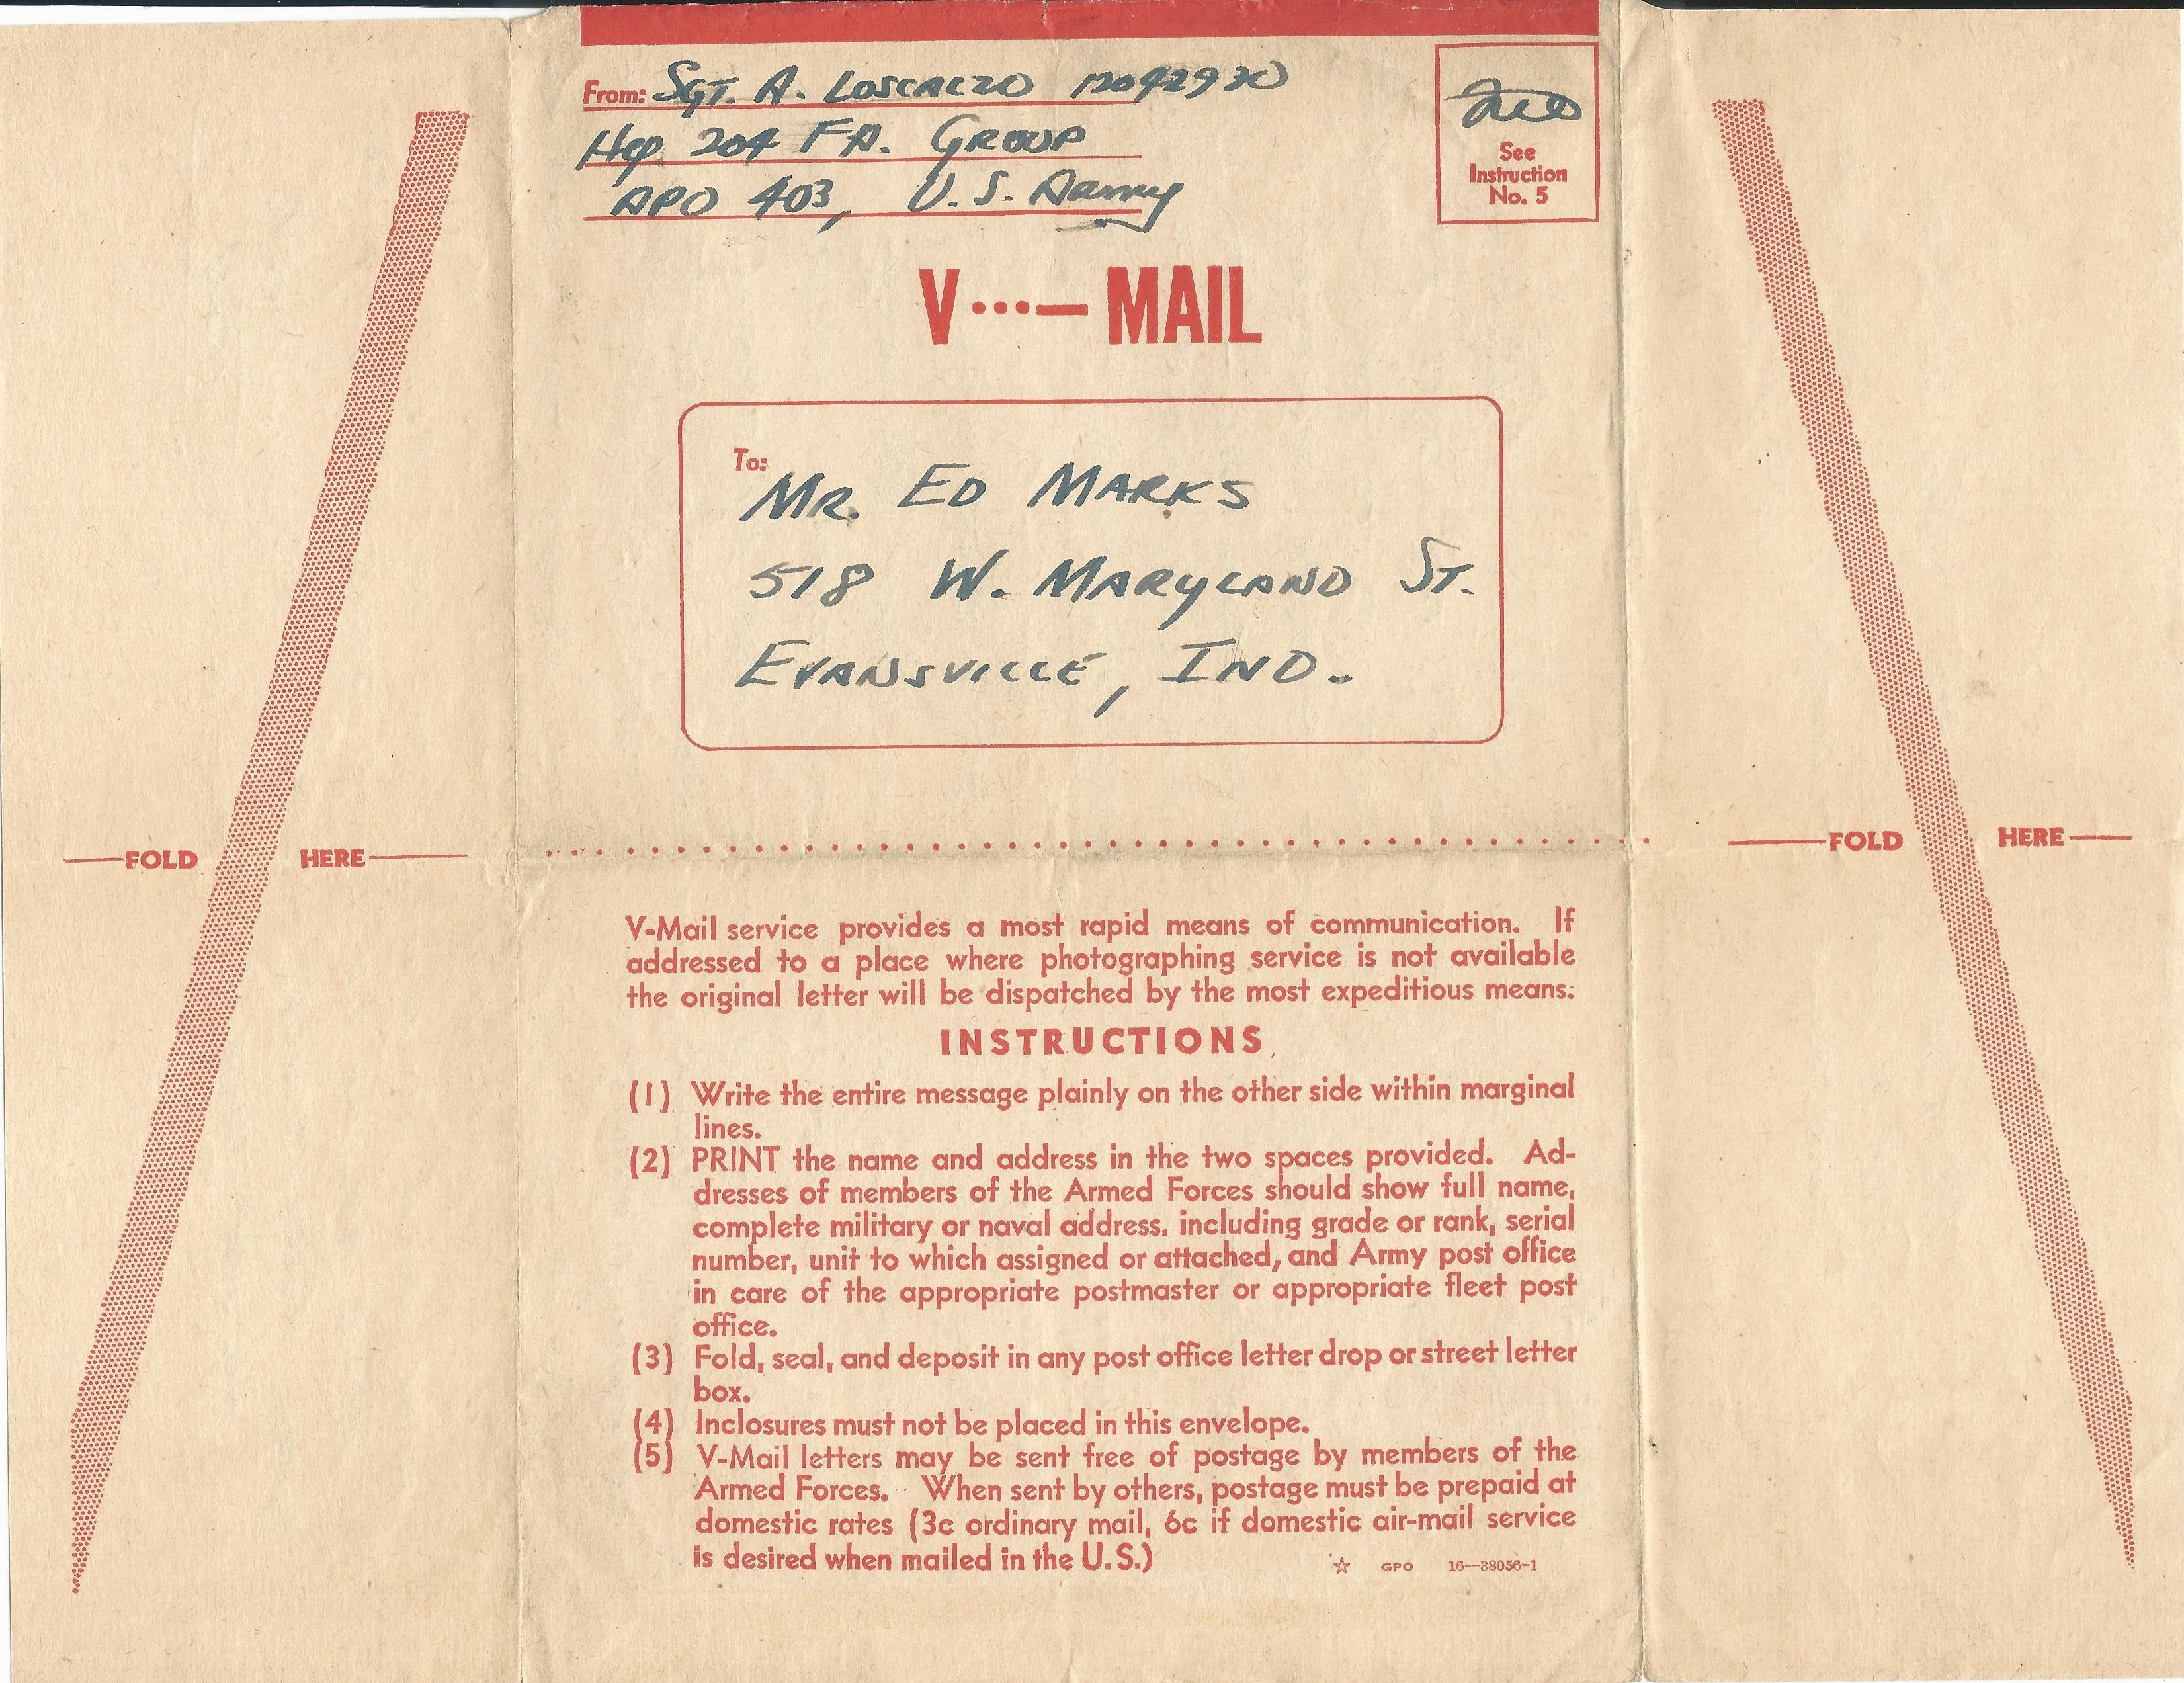 From: SGT. A. LOSCALZO 12042930
Hq. 204 F.A. GROUP
APO 403, U.S. Army
Free
See
Instruction
No. 5
V···— MAIL
To:
MR. ED MARKS
518 W. MARYLAND ST.
EVANSVILLE, IND.
FOLD HERE
FOLD HERE
V-Mail service provides a most rapid means of communication. If
addressed to a place where photographing service is not available
the original letter will be dispatched by the most expeditious means.
INSTRUCTIONS
(1) Write the entire message plainly on the other side within marginal
lines.
(2) PRINT the name and address in the two spaces provided. Ad-
dresses of members of the Armed Forces should show full name,
complete military or naval address, including grade or rank, serial
number, unit to which assigned or attached, and Army post office
in care of the appropriate postmaster or appropriate fleet post
office.
(3) Fold, seal, and deposit in any post office letter drop or street letter
box.
(4) Inclosures must not be placed in this envelope.
(5) V-Mail letters may be sent free of postage by members of the
Armed Forces. When sent by others, postage must be prepaid at
domestic rates (3c ordinary mail, 6c if domestic air-mail service
is desired when mailed in the U.S.)
☆ GPO 16—38056-1